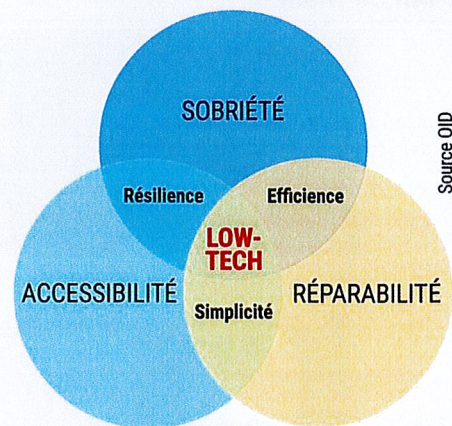 SOBRIÉTÉ
Source OID
Résilience
Efficience
LOW-
TECH
ACCESSIBILITÉ
RÉPARABILITÉ
Simplicité